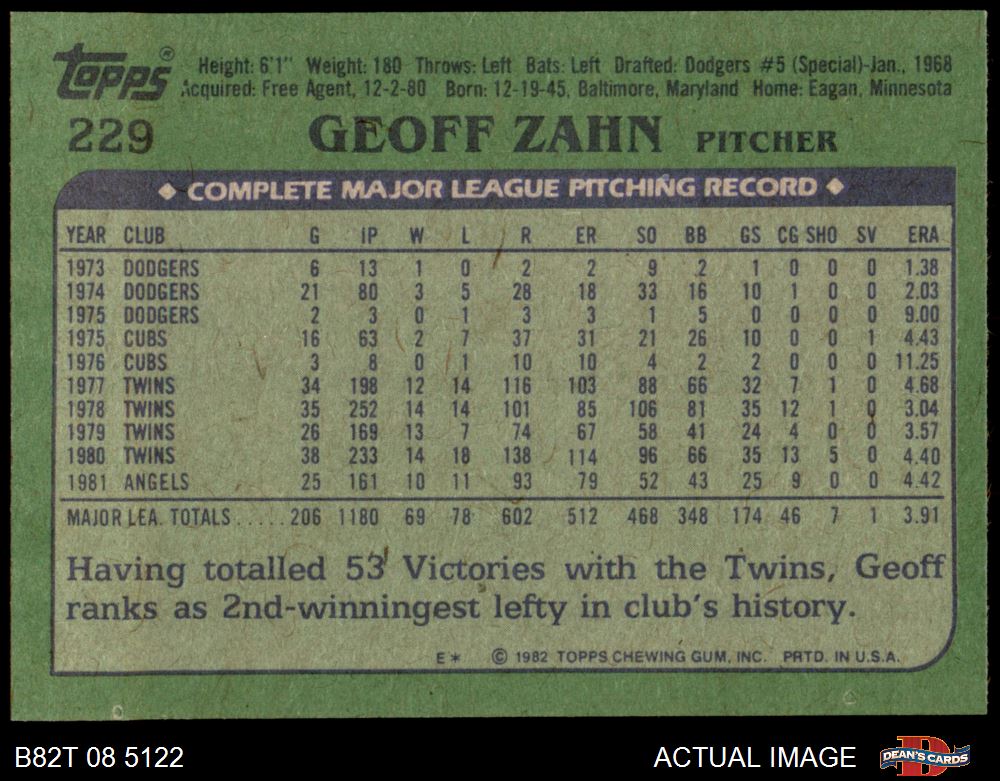 Topps® Height: 6'1" Weight: 180 Throws: Left Bats: Left Drafted: Dodgers #5 (Special)-Jan., 1968
Acquired: Free Agent, 12-2-80 Born: 12-19-45, Baltimore, Maryland Home: Eagan, Minnesota
229 GEOFF ZAHN PITCHER
◆ COMPLETE MAJOR LEAGUE PITCHING RECORD ◆
YEAR CLUB G IP W L R ER SO BB GS CG SHO SV ERA
1973 DODGERS 6 13 1 0 2 2 9 2 1 0 0 0 1.38
1974 DODGERS 21 80 3 5 28 18 33 16 10 1 0 0 2.03
1975 DODGERS 2 3 0 1 3 3 1 5 0 0 0 0 9.00
1975 CUBS 16 63 2 7 37 31 21 26 10 0 0 1 4.43
1976 CUBS 3 8 0 1 10 10 4 2 2 0 0 0 11.25
1977 TWINS 34 198 12 14 116 103 88 66 32 7 1 0 4.68
1978 TWINS 35 252 14 14 101 85 106 81 35 12 1 0 3.04
1979 TWINS 26 169 13 7 74 67 58 41 24 4 0 0 3.57
1980 TWINS 38 233 14 18 138 114 96 66 35 13 5 0 4.40
1981 ANGELS 25 161 10 11 93 79 52 43 25 9 0 0 4.42
MAJOR LEA. TOTALS ..... 206 1180 69 78 602 512 468 348 174 46 7 1 3.91
Having totalled 53 Victories with the Twins, Geoff
ranks as 2nd-winningest lefty in club's history.
E* © 1982 TOPPS CHEWING GUM, INC. PRTD. IN U.S.A.
B82T 08 5122 ACTUAL IMAGE DEAN'S CARDS